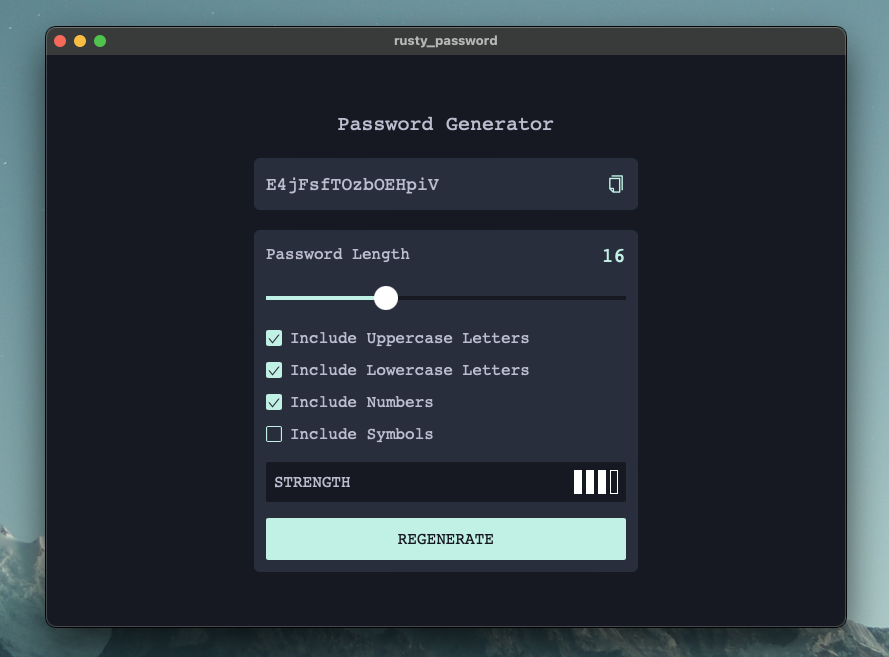 rusty_password
Password Generator
E4jFsfTOzbOEHpiV
Password Length
16
Include Uppercase Letters
Include Lowercase Letters
Include Numbers
Include Symbols
STRENGTH
REGENERATE